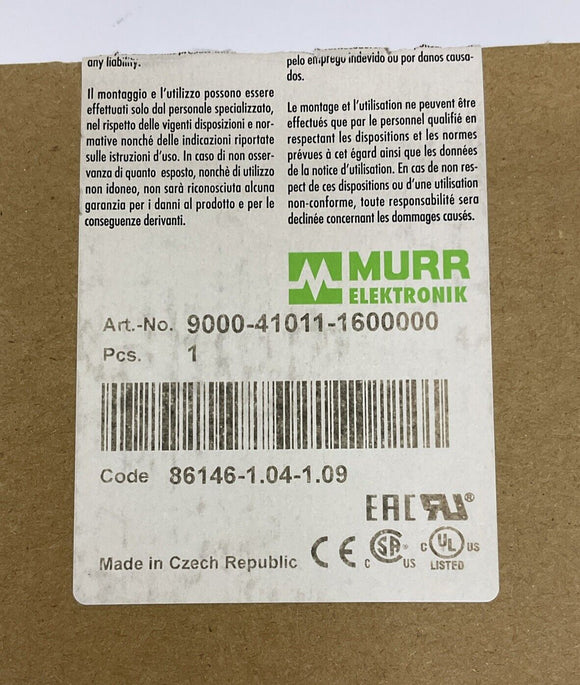 any liability.
Il montaggio e l'utilizzo possono essere
effettuati solo dal personale specializzato,
nel rispetto delle vigenti disposizioni e nor-
mative nonché delle indicazioni riportate
sulle istruzioni d'uso. In caso di non osser-
vanza di quanto esposto, nonchè di utilizzo
non idoneo, non sarà riconosciuta alcuna
garanzia per i danni al prodotto e per le
conseguenze derivanti.
pelo emprego indevido ou por danos causa-
dos.
Le montage et l'utilisation ne peuvent être
effectués que par le personnel qualifié en
respectant les dispositions et les normes
prévues à cet égard ainsi que les données
de la notice d'utilisation. En cas de non res-
pect de ces dispositions ou d'une utilisation
non-conforme, toute responsabilité sera
declinée concernant les dommages causés.
MURR
ELEKTRONIK
Art.-No. 9000-41011-1600000
Pcs. 1
Code 86146-1.04-1.09
EAC RU®
Made in Czech Republic CE C SA US C UL US
LISTED